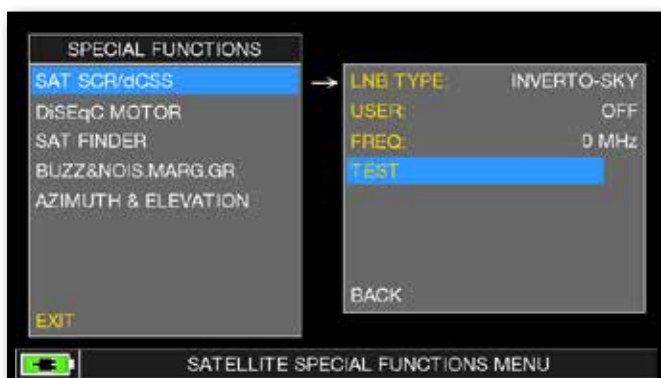 SPECIAL FUNCTIONS
SAT SCR/dCSS
DiSEqC MOTOR
SAT FINDER
BUZZ&NOIS.MARG.GR
AZIMUTH & ELEVATION
EXIT
→ LNB TYPE: INVERTO-SKY
USER: OFF
FREQ: 0 MHz
TEST
BACK
SATELLITE SPECIAL FUNCTIONS MENU